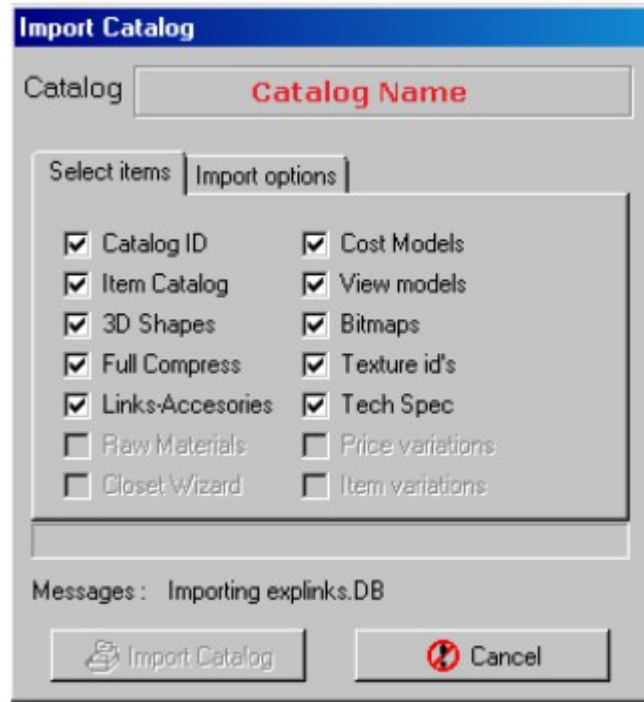 Import Catalog
Catalog Catalog Name
Select items Import options
Catalog ID Cost Models
Item Catalog View models
3D Shapes Bitmaps
Full Compress Texture id's
Links-Accesories Tech Spec
Raw Materials Price variations
Closet Wizard Item variations
Messages : Importing explinks.DB
Import Catalog Cancel